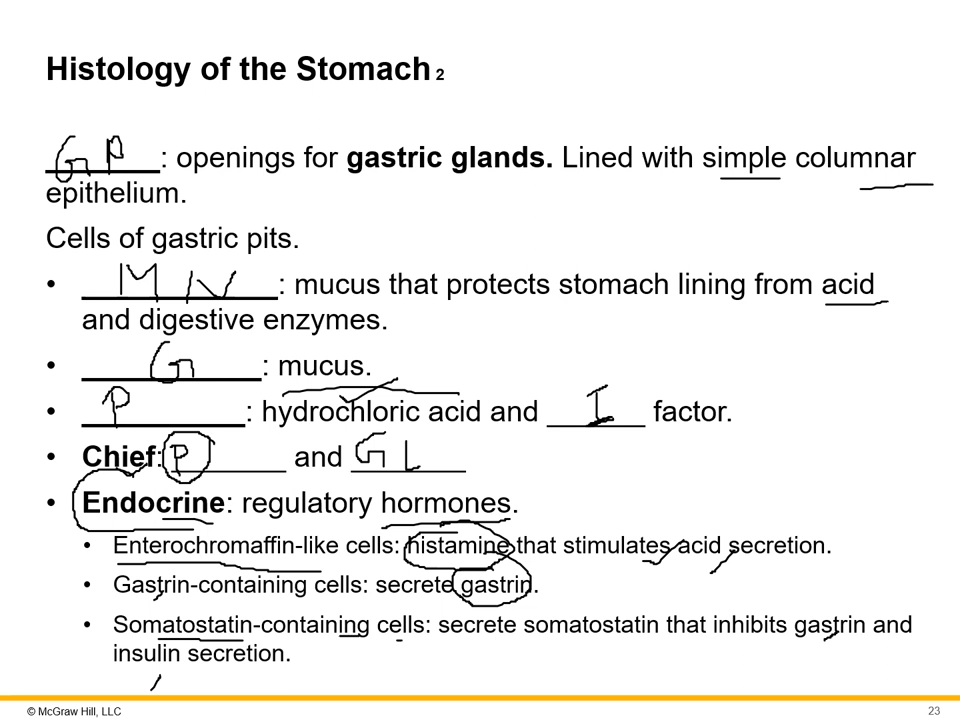 Histology of the Stomach 2
G P : openings for gastric glands. Lined with simple columnar
epithelium.
Cells of gastric pits.
• M N : mucus that protects stomach lining from acid
and digestive enzymes.
• G : mucus.
• P : hydrochloric acid and I factor.
• Chief: P and G L
• Endocrine: regulatory hormones.
• Enterochromaffin-like cells: histamine that stimulates acid secretion.
• Gastrin-containing cells: secrete gastrin.
• Somatostatin-containing cells: secrete somatostatin that inhibits gastrin and
insulin secretion.
© McGraw Hill, LLC
23